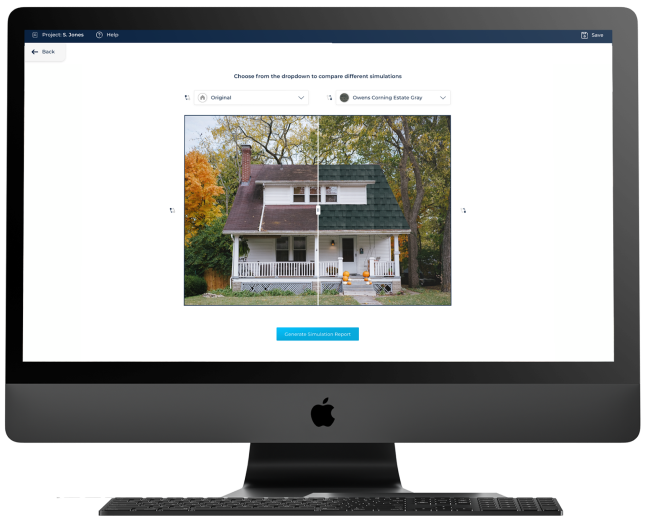 Project: S. Jones
Help
Save
Back
Choose from the dropdown to compare different simulations
Original
Owens Corning Estate Gray
Generate Simulation Report